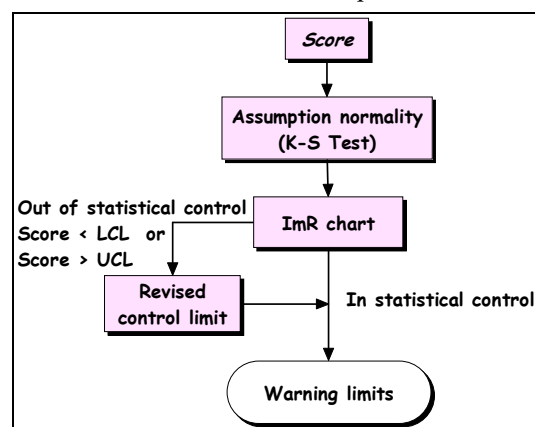 Score
Assumption normality
(K-S Test)
Out of statistical control
Score < LCL or
Score > UCL
ImR chart
Revised
control limit
In statistical control
Warning limits